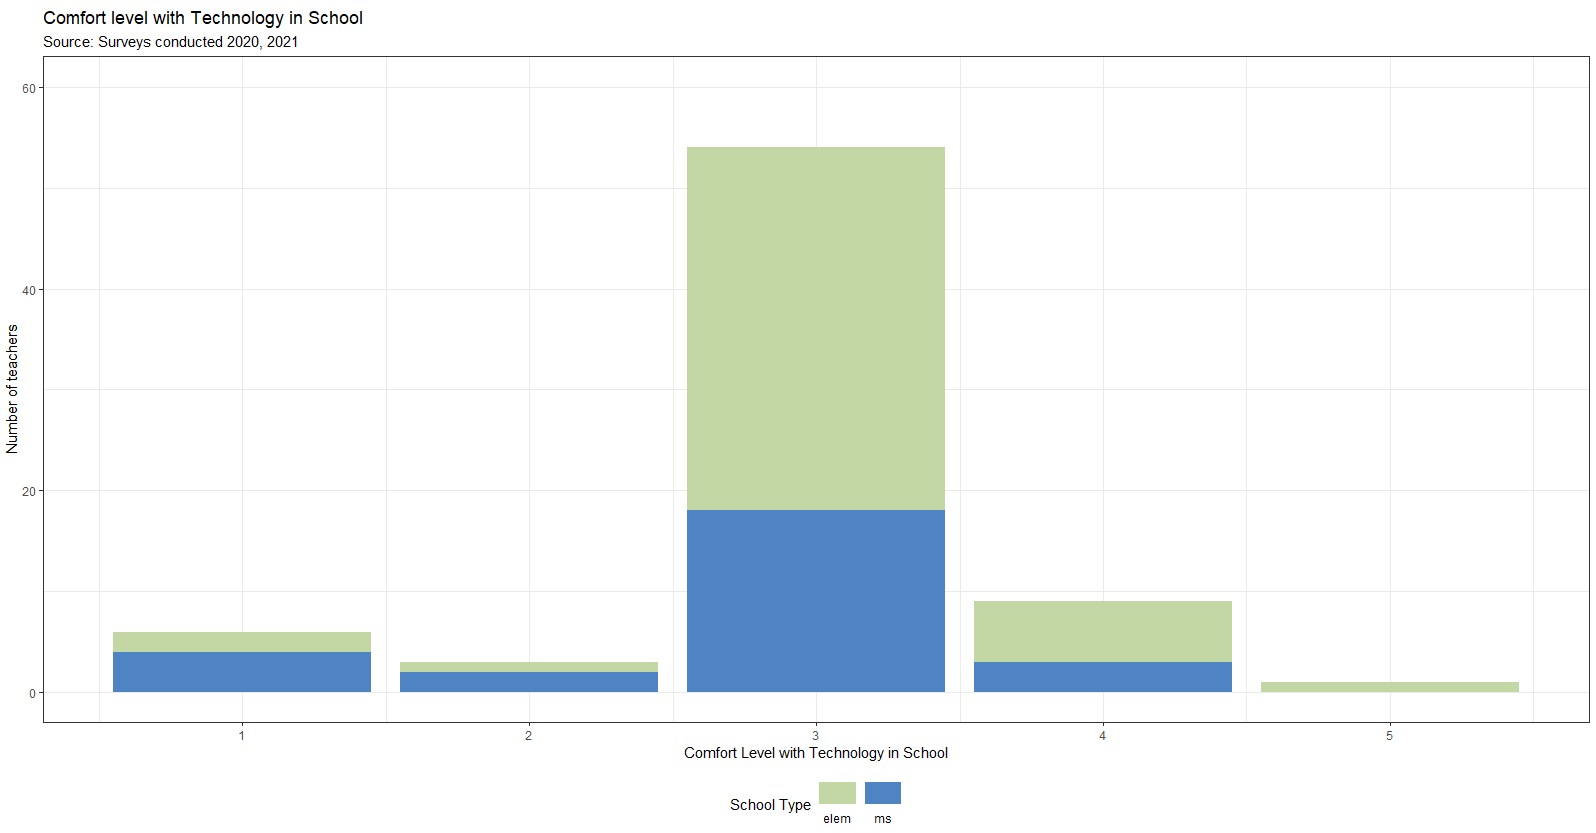 Comfort level with Technology in School
Source: Surveys conducted 2020, 2021
Number of teachers
60
40
20
0
1 2 3 4 5
Comfort Level with Technology in School
School Type
elem ms